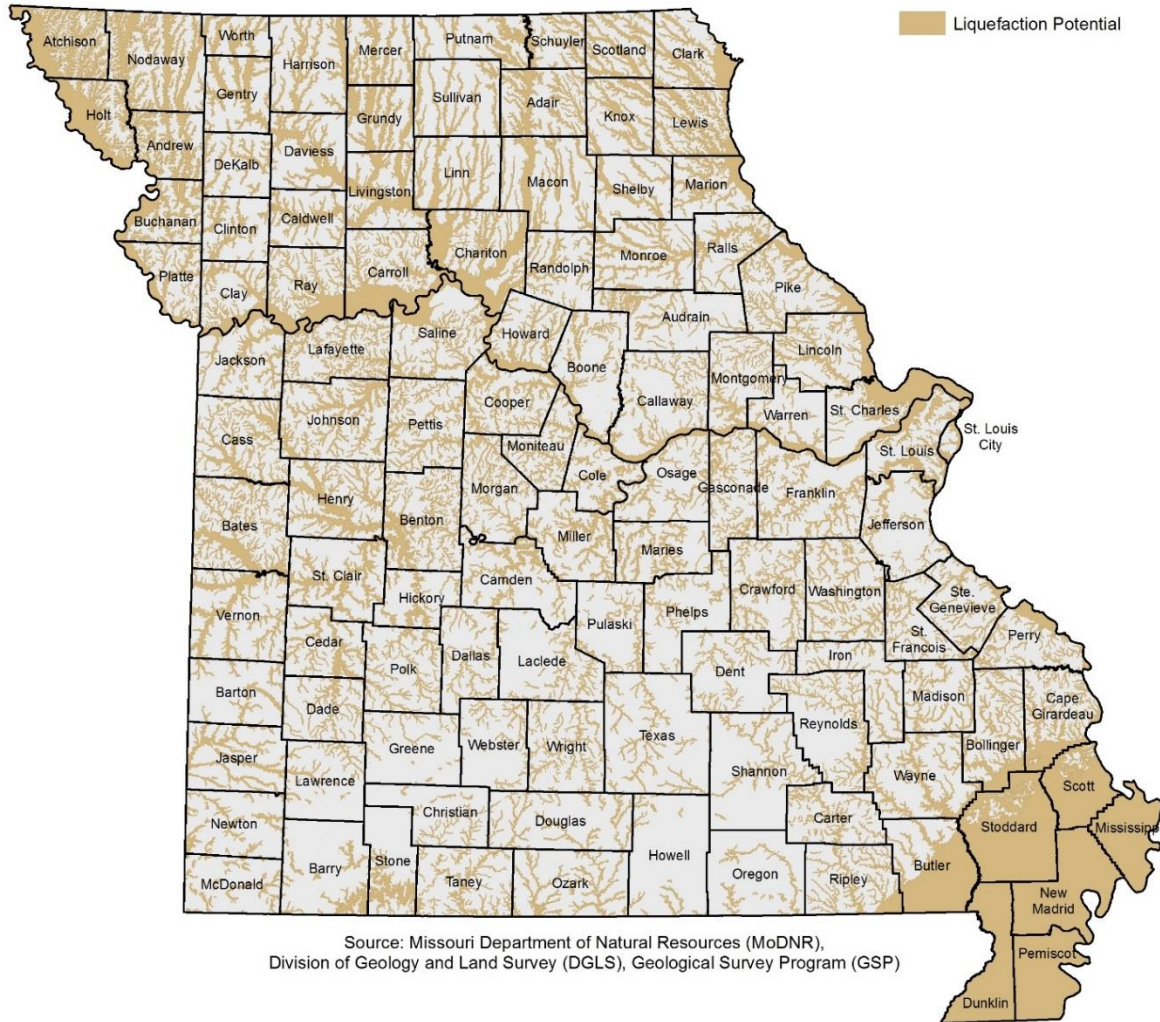 Liquefaction Potential
Atchison
Nodaway
Worth
Harrison
Mercer
Putnam
Schuyler
Scotland
Clark
Gentry
Sullivan
Adair
Knox
Lewis
Holt
Andrew
DeKalb
Daviess
Grundy
Linn
Macon
Shelby
Marion
Livingston
Buchanan
Clinton
Caldwell
Chariton
Randolph
Monroe
Ralls
Platte
Clay
Ray
Carroll
Pike
Audrain
Jackson
Lafayette
Saline
Howard
Boone
Callaway
Montgomery
Lincoln
Warren
St. Charles
St. Louis
City
St. Louis
Cass
Johnson
Pettis
Cooper
Moniteau
Cole
Osage
Gasconade
Franklin
Jefferson
Bates
Henry
Benton
Morgan
Miller
Maries
St. Clair
Hickory
Camden
Pulaski
Phelps
Crawford
Washington
Ste.
Genevieve
St.
Francois
Perry
Vernon
Cedar
Polk
Dallas
Laclede
Dent
Iron
Madison
Cape
Girardeau
Barton
Dade
Greene
Webster
Wright
Texas
Shannon
Reynolds
Bollinger
Wayne
Jasper
Lawrence
Christian
Douglas
Howell
Carter
Butler
Stoddard
Scott
Mississippi
Newton
McDonald
Barry
Stone
Taney
Ozark
Oregon
Ripley
New
Madrid
Pemiscot
Dunklin
Source: Missouri Department of Natural Resources (MoDNR),
Division of Geology and Land Survey (DGLS), Geological Survey Program (GSP)